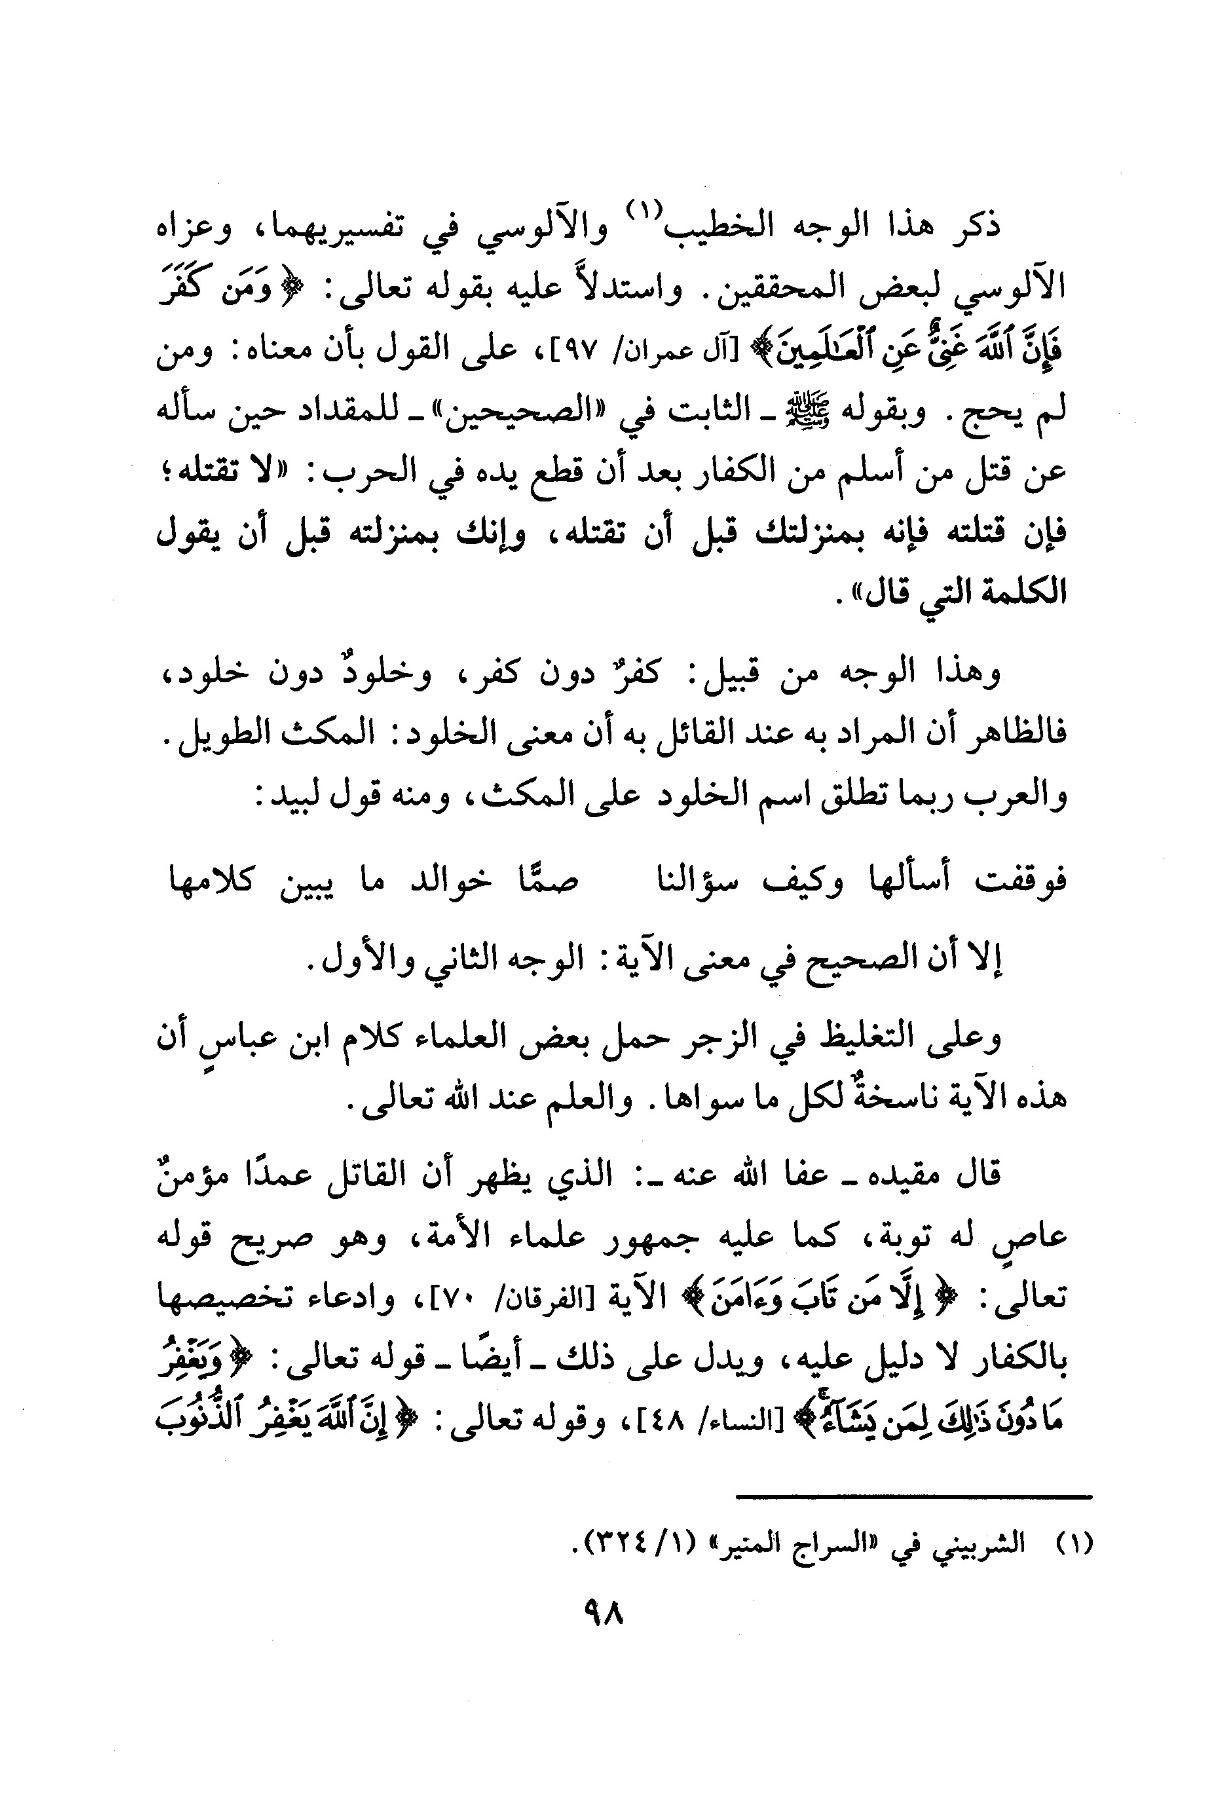 ذكر هذا الوجه الخطيب(١) والآلوسي في تفسيريهما، وعزاه
الآلوسي لبعض المحققين. واستدلاَّ عليه بقوله تعالى: ﴿وَمَن كَفَرَ
فَإِنَّ ٱللَّهَ غَنِيٌّ عَنِ ٱلْعَٰلَمِينَ﴾ [آل عمران/ ٩٧]، على القول بأن معناه: ومن
لم يحج. وبقوله ﷺ ـ الثابت في «الصحيحين» ـ للمقداد حين سأله
عن قتل من أسلم من الكفار بعد أن قطع يده في الحرب: «لا تقتله؛
فإن قتلته فإنه بمنزلتك قبل أن تقتله، وإنك بمنزلته قبل أن يقول
الكلمة التي قال».
وهذا الوجه من قبيل: كفرٌ دون كفر، وخلودٌ دون خلود،
فالظاهر أن المراد به عند القائل به أن معنى الخلود: المكث الطويل.
والعرب ربما تطلق اسم الخلود على المكث، ومنه قول لبيد:
فوقفت أسألها وكيف سؤالنا صمًّا خوالد ما يبين كلامها
إلا أن الصحيح في معنى الآية: الوجه الثاني والأول.
وعلى التغليظ في الزجر حمل بعض العلماء كلام ابن عباسٍ أن
هذه الآية ناسخةٌ لكل ما سواها. والعلم عند الله تعالى.
قال مقيده ـ عفا الله عنه ـ: الذي يظهر أن القاتل عمدًا مؤمنٌ
عاصٍ له توبة، كما عليه جمهور علماء الأمة، وهو صريح قوله
تعالى: ﴿إِلَّا مَن تَابَ وَءَامَنَ﴾ الآية [الفرقان/ ٧٠]، وادعاء تخصيصها
بالكفار لا دليل عليه، ويدل على ذلك ـ أيضًا ـ قوله تعالى: ﴿وَيَغْفِرُ
مَا دُونَ ذَٰلِكَ لِمَن يَشَآءُۚ﴾ [النساء/ ٤٨]، وقوله تعالى: ﴿إِنَّ ٱللَّهَ يَغْفِرُ ٱلذُّنُوبَ
(١) الشربيني في «السراج المنير» (١/ ٣٢٤).
٩٨